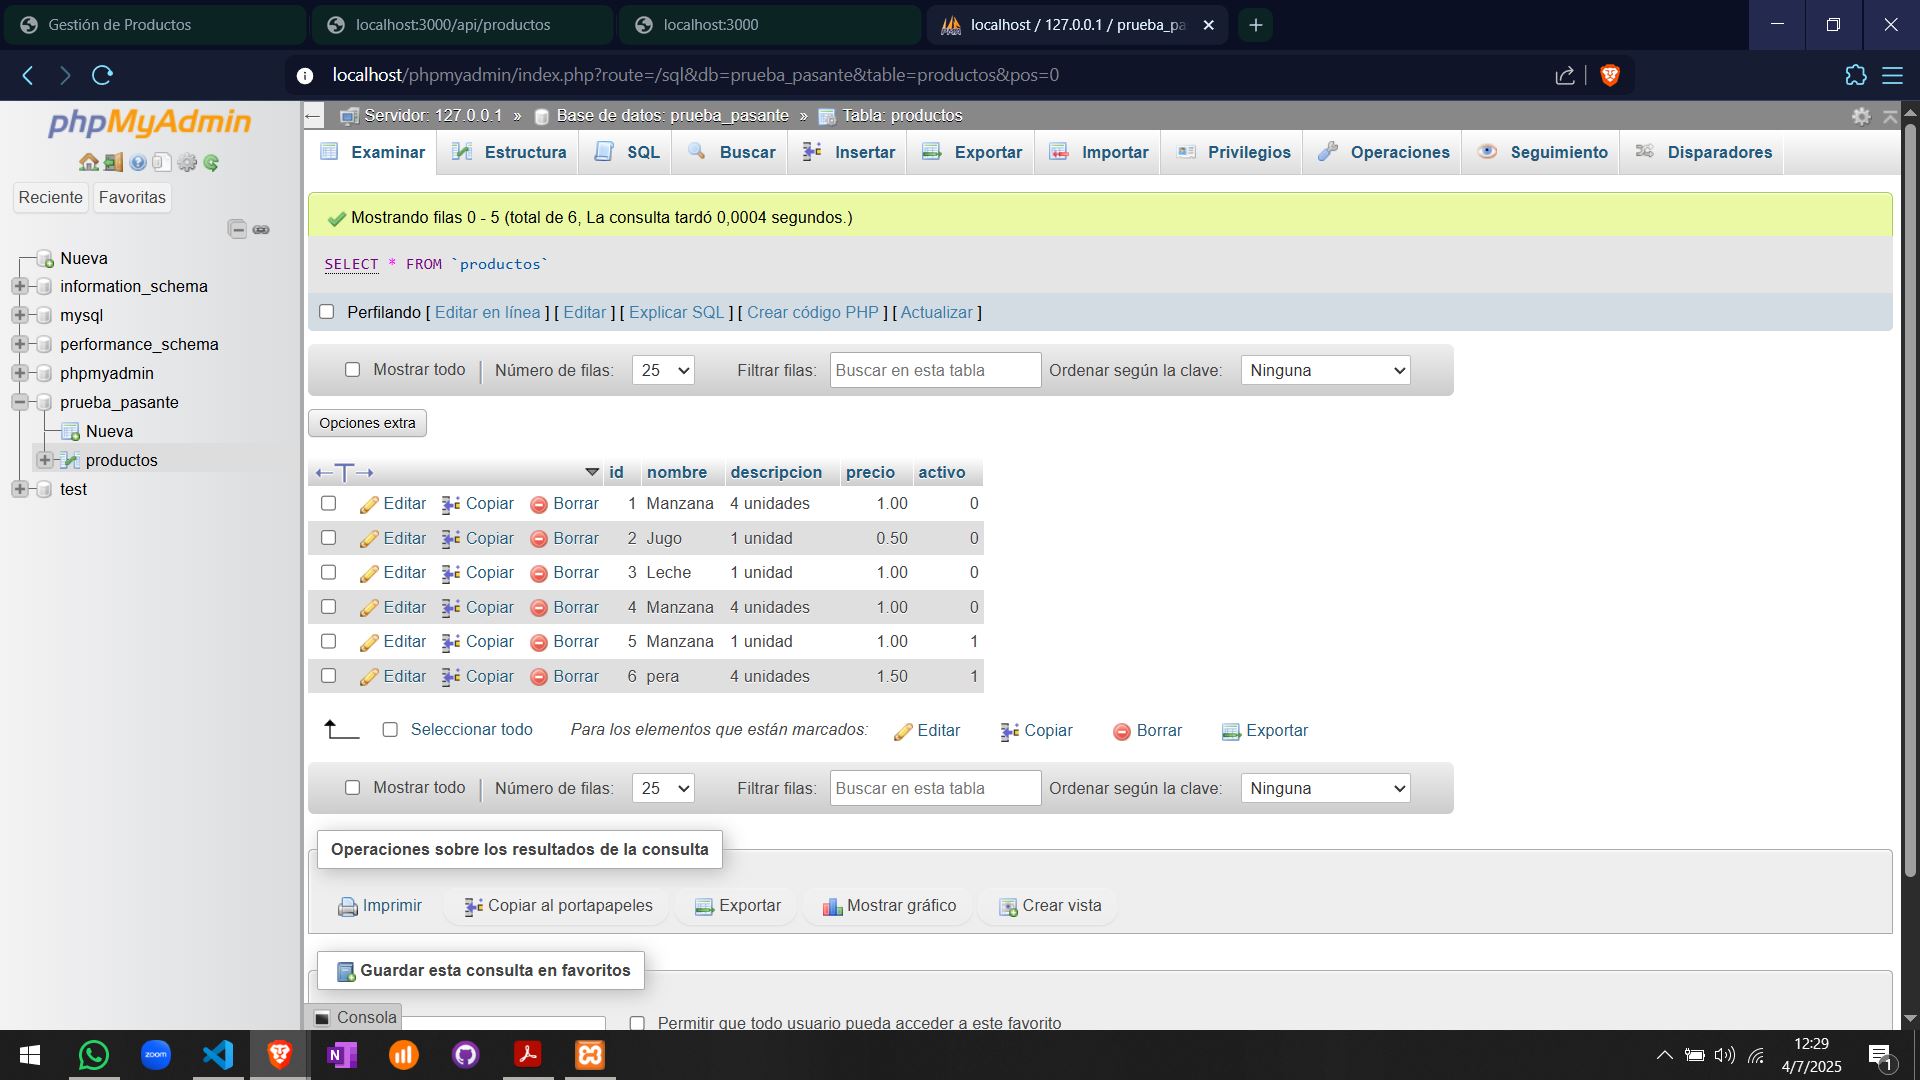 Gestión de Productos
localhost:3000/api/productos
localhost:3000
localhost / 127.0.0.1 / prueba_pa
localhost/phpmyadmin/index.php?route=/sql&db=prueba_pasante&table=productos&pos=0
phpMyAdmin
Reciente Favoritas
Nueva
information_schema
mysql
performance_schema
phpmyadmin
prueba_pasante
Nueva
productos
test
Servidor: 127.0.0.1 » Base de datos: prueba_pasante » Tabla: productos
Examinar Estructura SQL Buscar Insertar Exportar Importar Privilegios Operaciones Seguimiento Disparadores
Mostrando filas 0 - 5 (total de 6, La consulta tardó 0,0004 segundos.)
SELECT * FROM `productos`
Perfilando [ Editar en línea ] [ Editar ] [ Explicar SQL ] [ Crear código PHP ] [ Actualizar ]
Mostrar todo Número de filas: 25 Filtrar filas: Buscar en esta tabla Ordenar según la clave: Ninguna
Opciones extra
←T→ id nombre descripcion precio activo
Editar Copiar Borrar 1 Manzana 4 unidades 1.00 0
Editar Copiar Borrar 2 Jugo 1 unidad 0.50 0
Editar Copiar Borrar 3 Leche 1 unidad 1.00 0
Editar Copiar Borrar 4 Manzana 4 unidades 1.00 0
Editar Copiar Borrar 5 Manzana 1 unidad 1.00 1
Editar Copiar Borrar 6 pera 4 unidades 1.50 1
Seleccionar todo Para los elementos que están marcados: Editar Copiar Borrar Exportar
Mostrar todo Número de filas: 25 Filtrar filas: Buscar en esta tabla Ordenar según la clave: Ninguna
Operaciones sobre los resultados de la consulta
Imprimir Copiar al portapapeles Exportar Mostrar gráfico Crear vista
Guardar esta consulta en favoritos
Consola
Permitir que todo usuario pueda acceder a este favorito
zoom
N
12:29
4/7/2025
1